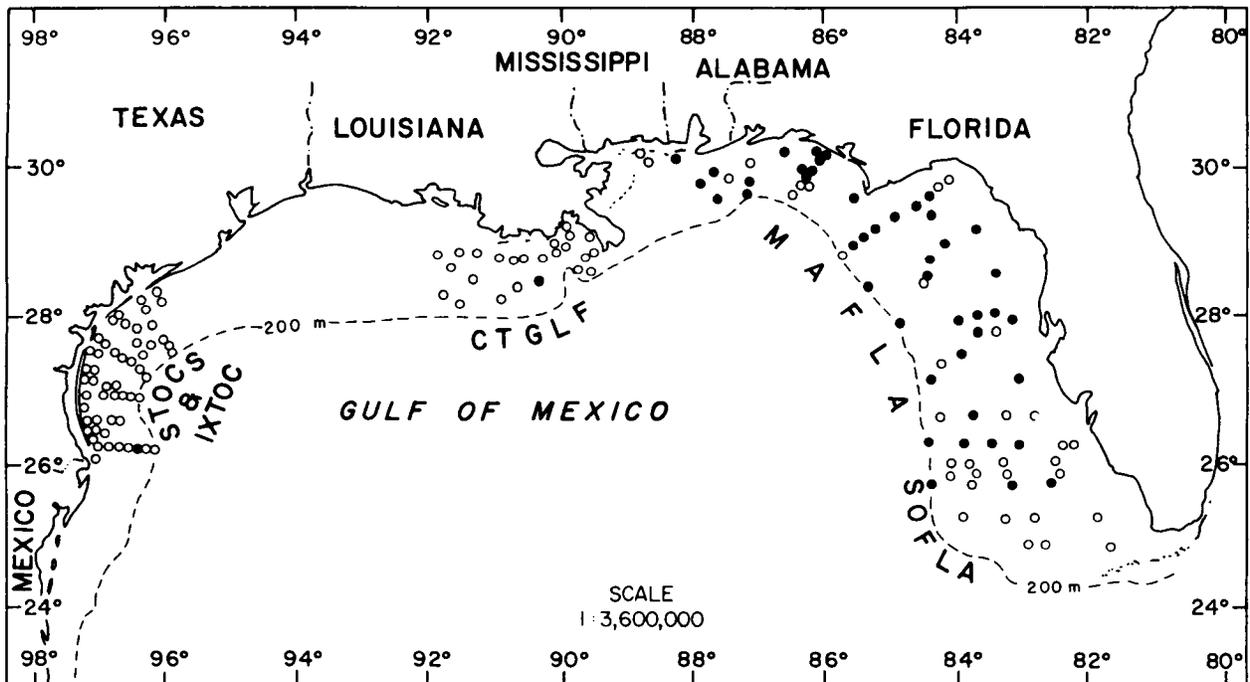 98° 96° 94° 92° 90° 88° 86° 84° 82° 80°
MISSISSIPPI
ALABAMA
TEXAS
LOUISIANA
FLORIDA
30°
30°
28°
28°
200 m
CTGLF
MAFLA
STOCS
&
IXTOC
GULF OF MEXICO
26°
26°
SOFLA
MEXICO
200 m
SCALE
1:3,600,000
24°
24°
98° 96° 94° 92° 90° 88° 86° 84° 82° 80°